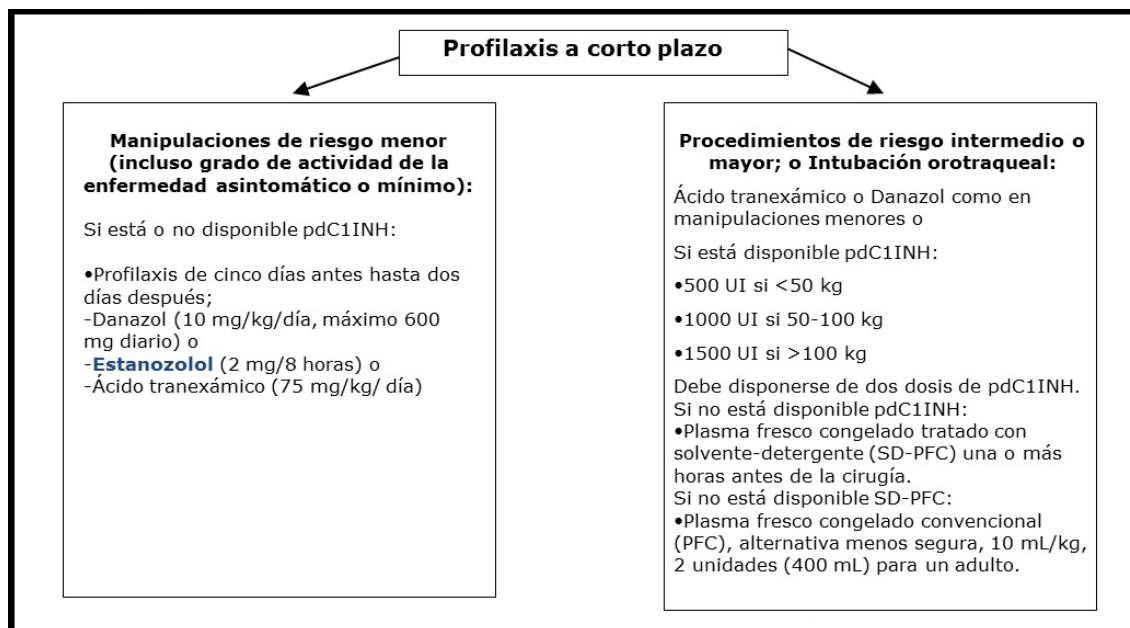 Profilaxis a corto plazo
Manipulaciones de riesgo menor
(incluso grado de actividad de la
enfermedad asintomático o mínimo):
Si está o no disponible pdC1INH:
•Profilaxis de cinco días antes hasta dos
días después;
-Danazol (10 mg/kg/día, máximo 600
mg diario) o
-Estanozolol (2 mg/8 horas) o
-Ácido tranexámico (75 mg/kg/ día)
Procedimientos de riesgo intermedio o
mayor; o Intubación orotraqueal:
Ácido tranexámico o Danazol como en
manipulaciones menores o
Si está disponible pdC1INH:
•500 UI si <50 kg
•1000 UI si 50-100 kg
•1500 UI si >100 kg
Debe disponerse de dos dosis de pdC1INH.
Si no está disponible pdC1INH:
•Plasma fresco congelado tratado con
solvente-detergente (SD-PFC) una o más
horas antes de la cirugía.
Si no está disponible SD-PFC:
•Plasma fresco congelado convencional
(PFC), alternativa menos segura, 10 mL/kg,
2 unidades (400 mL) para un adulto.